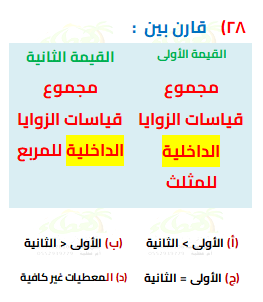 ٢٨) قارن بين :
القيمة الأولى
مجموع
قياسات الزوايا
الداخلية
للمثلث
القيمة الثانية
مجموع
قياسات الزوايا
الداخلية للمربع
(أ) الأولى > الثانية
(ب) الأولى < الثانية
(ج) الأولى = الثانية
(د) المعطيات غير كافية